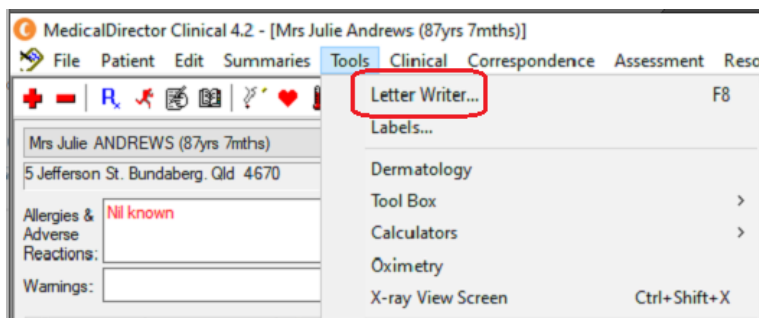 MedicalDirector Clinical 4.2 - [Mrs Julie Andrews (87yrs 7mths)]
File Patient Edit Summaries Tools Clinical Correspondence Assessment Reso
Letter Writer... F8
Labels...
Dermatology
Tool Box
Calculators
Oximetry
X-ray View Screen Ctrl+Shift+X
Mrs Julie ANDREWS (87yrs 7mths)
5 Jefferson St. Bundaberg. Qld 4670
Allergies & Adverse Reactions: Nil known
Warnings: